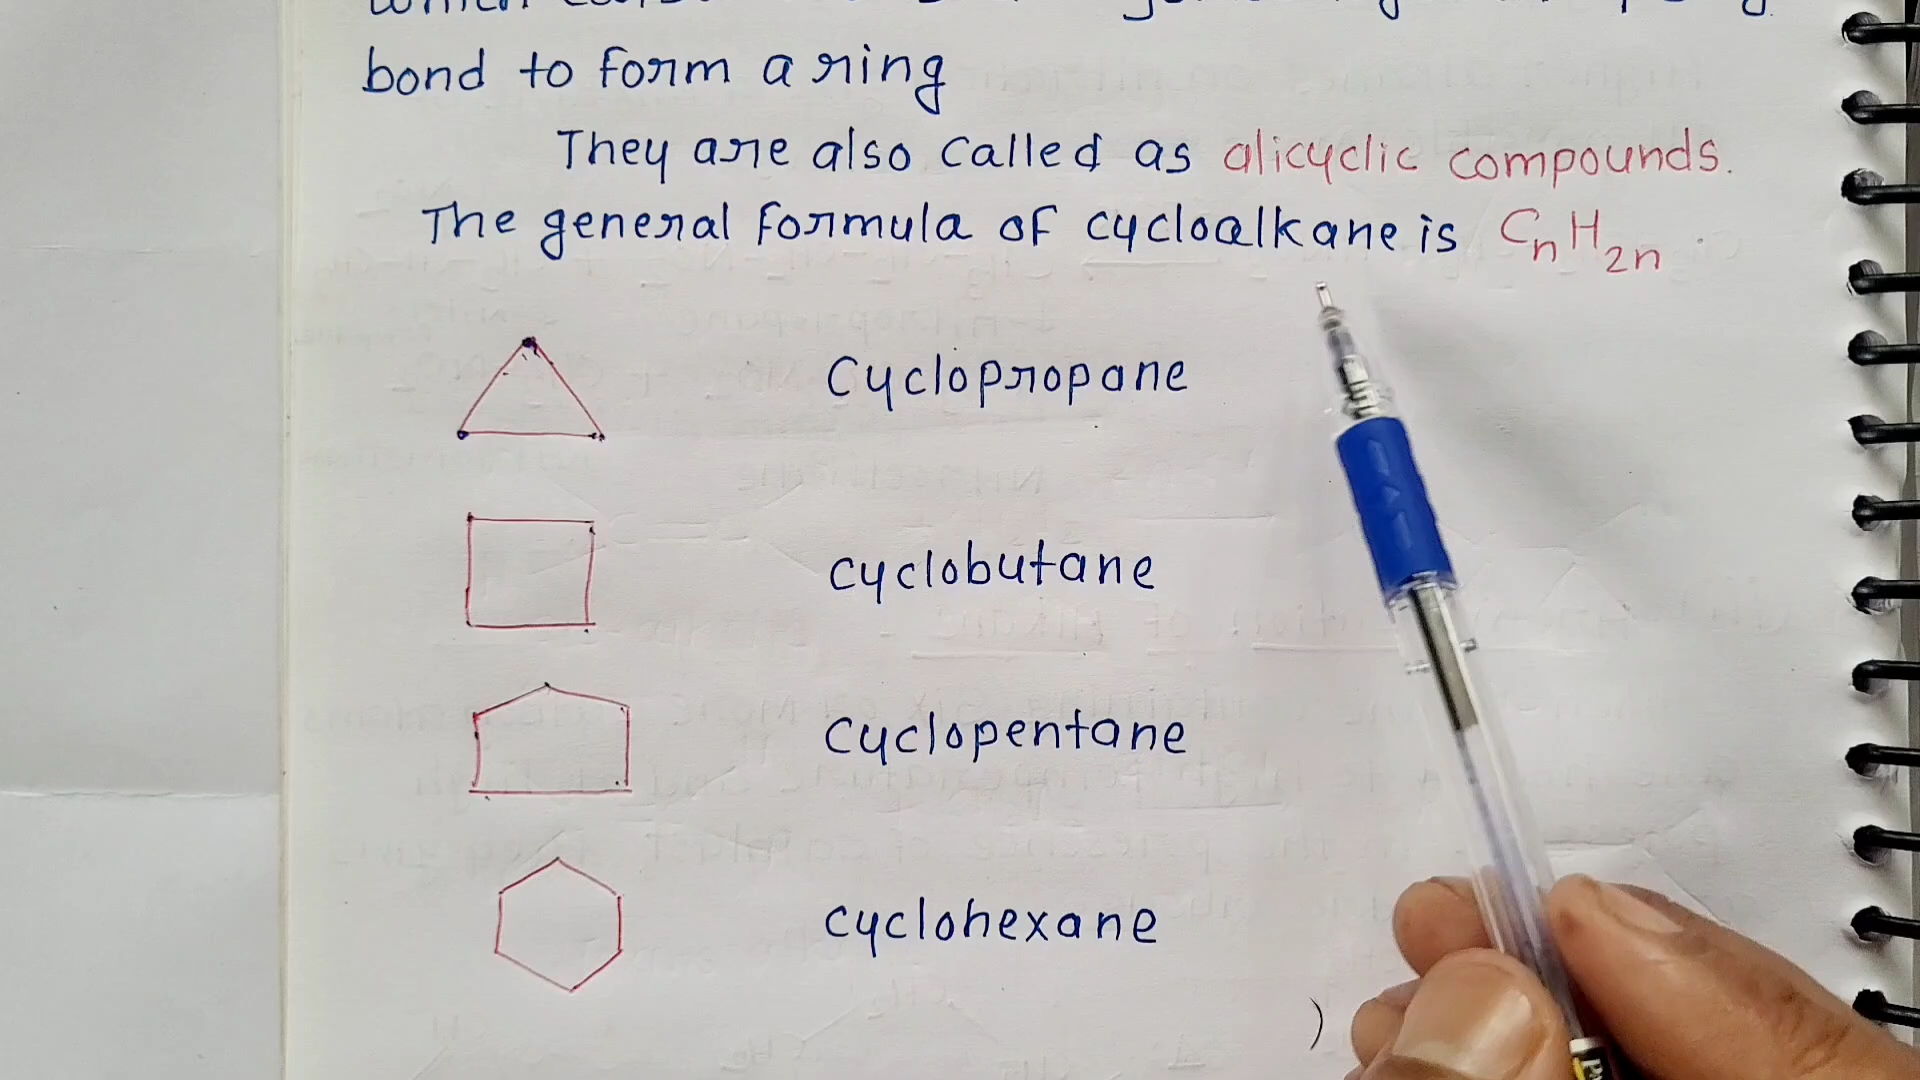 bond to form a ring
They are also called as alicyclic compounds.
The general formula of cycloalkane is CnH2n
Cyclopropane
cyclobutane
cyclopentane
cyclohexane
)